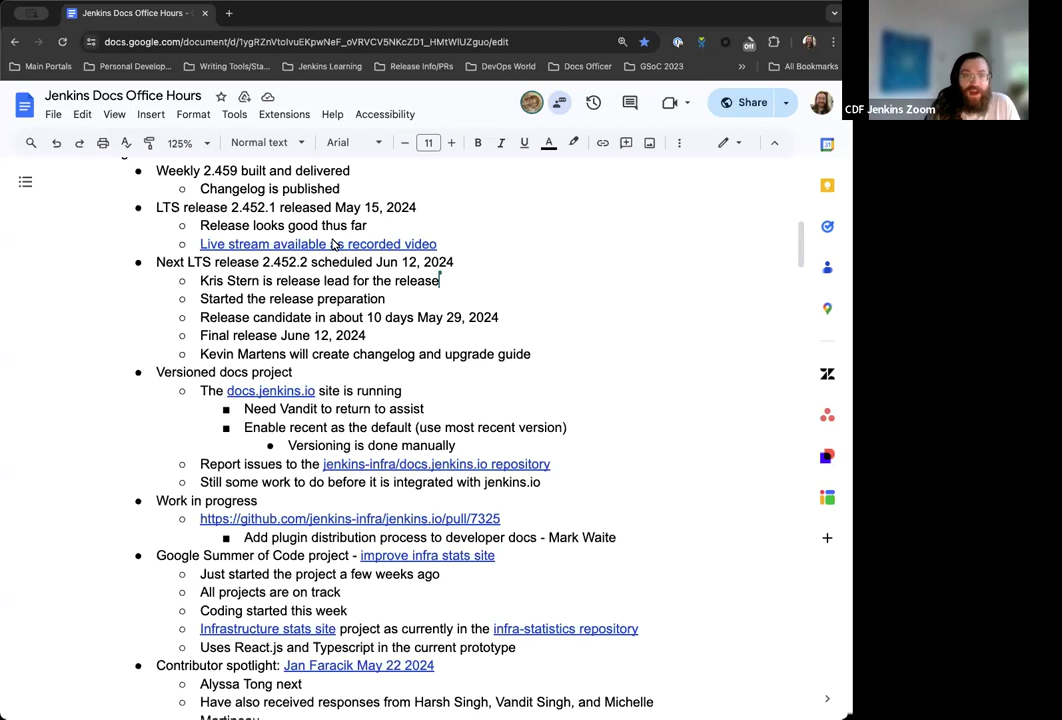 Jenkins Docs Office Hours -
docs.google.com/document/d/1ygRZnVtoIvuEKpwNeF_oVRVCV5NKcZD1_HMtWlUZguo/edit
Off
Main Portals
Personal Develop...
Writing Tools/Sta...
Jenkins Learning
Release Info/PRs
DevOps World
Docs Officer
GSoC 2023
»
All Bookmarks
CDF Jenkins Zoom
Jenkins Docs Office Hours
File Edit View Insert Format Tools Extensions Help Accessibility
Share
125% Normal text Arial 11 B I U A
Weekly 2.459 built and delivered
Changelog is published
LTS release 2.452.1 released May 15, 2024
Release looks good thus far
Live stream available as recorded video
Next LTS release 2.452.2 scheduled Jun 12, 2024
Kris Stern is release lead for the release
Started the release preparation
Release candidate in about 10 days May 29, 2024
Final release June 12, 2024
Kevin Martens will create changelog and upgrade guide
Versioned docs project
The docs.jenkins.io site is running
Need Vandit to return to assist
Enable recent as the default (use most recent version)
Versioning is done manually
Report issues to the jenkins-infra/docs.jenkins.io repository
Still some work to do before it is integrated with jenkins.io
Work in progress
https://github.com/jenkins-infra/jenkins.io/pull/7325
Add plugin distribution process to developer docs - Mark Waite
Google Summer of Code project - improve infra stats site
Just started the project a few weeks ago
All projects are on track
Coding started this week
Infrastructure stats site project as currently in the infra-statistics repository
Uses React.js and Typescript in the current prototype
Contributor spotlight: Jan Faracik May 22 2024
Alyssa Tong next
Have also received responses from Harsh Singh, Vandit Singh, and Michelle
Martineau